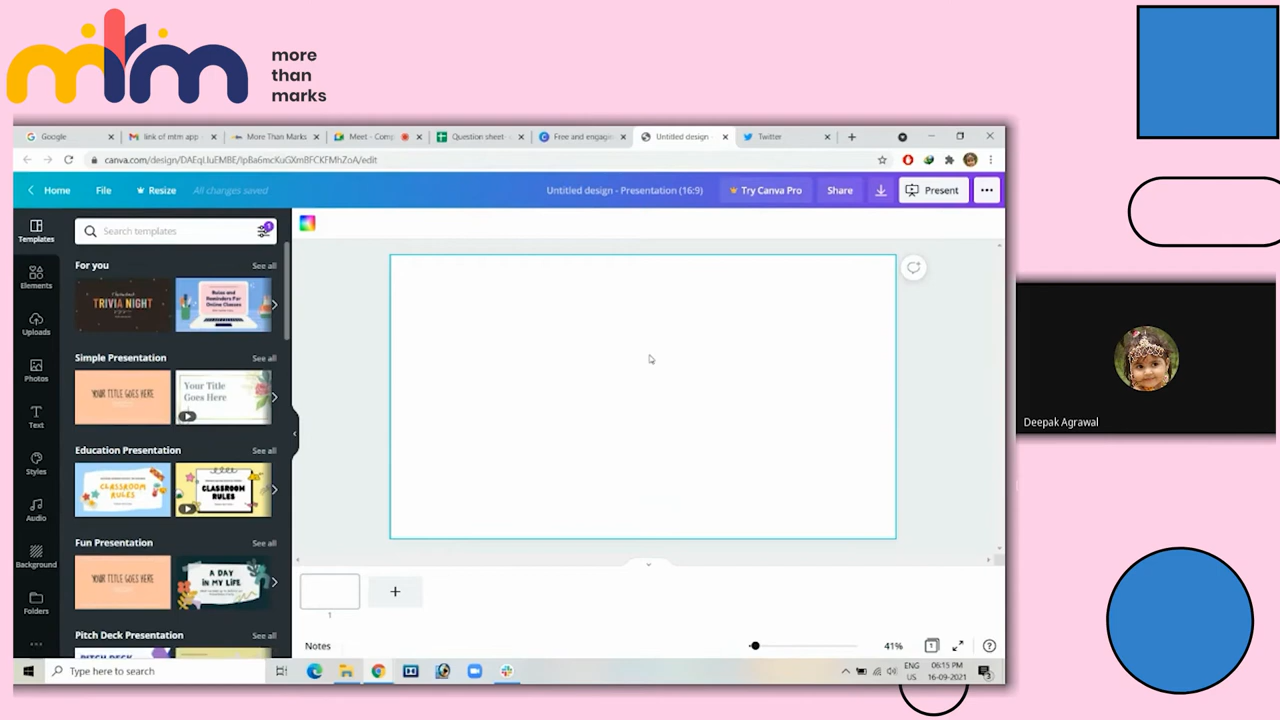 mtm
more
than
marks
Google
link of mtm app
More Than Marks
Meet - Comp
Question sheet
Free and engagi
Untitled design
Twitter
Home
File
Resize
All changes saved
Untitled design - Presentation (16:9)
Try Canva Pro
Share
Present
Templates
Search templates
1
For you
See all
TRIVIA NIGHT
Rules and
Reminders For
Online Classes
Elements
Uploads
Simple Presentation
See all
Photos
YOUR TITLE GOES HERE
Your Title
Goes Here
Text
Education Presentation
See all
Styles
CLASSROOM
RULES
CLASSROOM
RULES
Audio
Fun Presentation
See all
Background
YOUR TITLE GOES HERE
A DAY
IN MY LIFE
Folders
Pitch Deck Presentation
See all
1
Notes
41%
1
Type here to search
ENG
US
06:15 PM
16-09-2021
3
Deepak Agrawal